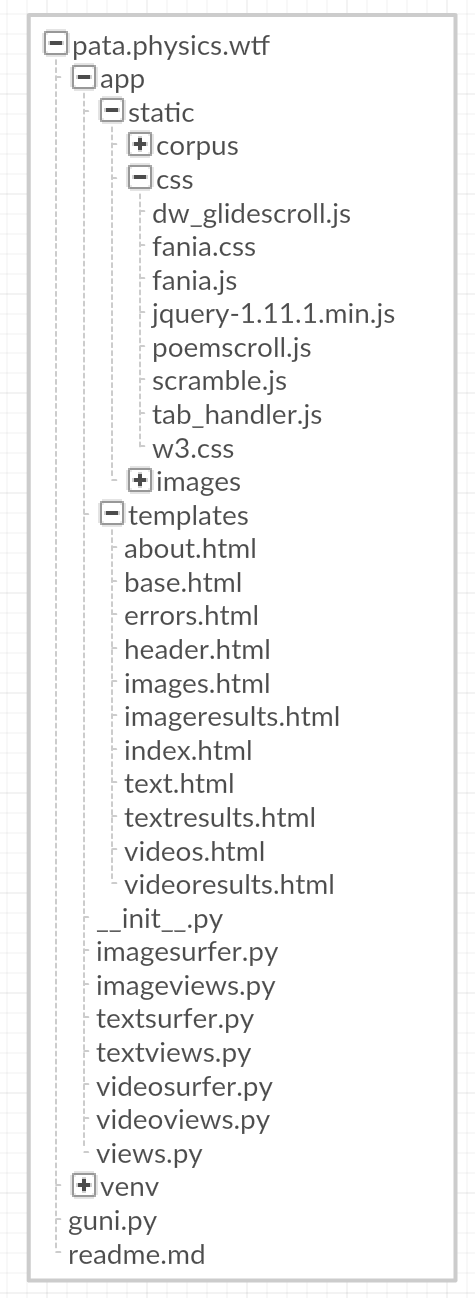 pata.physics.wtf
app
static
corpus
css
dw_glidescroll.js
fania.css
fania.js
jquery-1.11.1.min.js
poemscroll.js
scramble.js
tab_handler.js
w3.css
images
templates
about.html
base.html
errors.html
header.html
images.html
imageresults.html
index.html
text.html
textresults.html
videos.html
videoresults.html
__init__.py
imagesurfer.py
imageviews.py
textsurfer.py
textviews.py
videosurfer.py
videoviews.py
views.py
venv
guni.py
readme.md